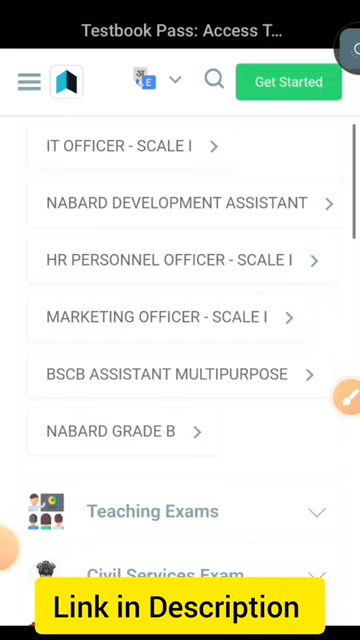 Testbook Pass: Access T...
अ
E
Get Started
IT OFFICER - SCALE I
NABARD DEVELOPMENT ASSISTANT
HR PERSONNEL OFFICER - SCALE I
MARKETING OFFICER - SCALE I
BSCB ASSISTANT MULTIPURPOSE
NABARD GRADE B
Teaching Exams
Civil Services Exam
Link in Description